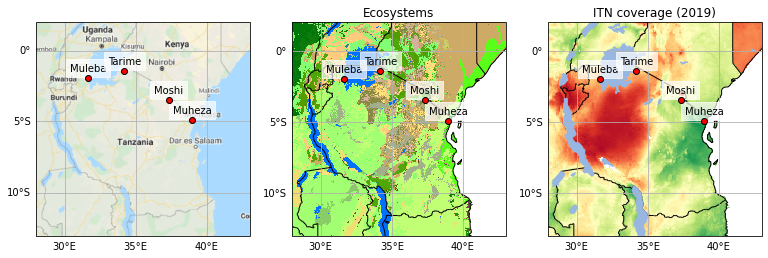 Ecosystems
ITN coverage (2019)
Uganda
Kampala
Kisumu
Kenya
Nairobi
Rwanda
Burundi
Malindi
Tanzania
Dar es Salaam
Muleba
Tarime
Moshi
Muheza
0°
5°S
10°S
30°E
35°E
40°E
Muleba
Tarime
Moshi
Muheza
0°
5°S
10°S
30°E
35°E
40°E
Muleba
Tarime
Moshi
Muheza
0°
5°S
10°S
30°E
35°E
40°E